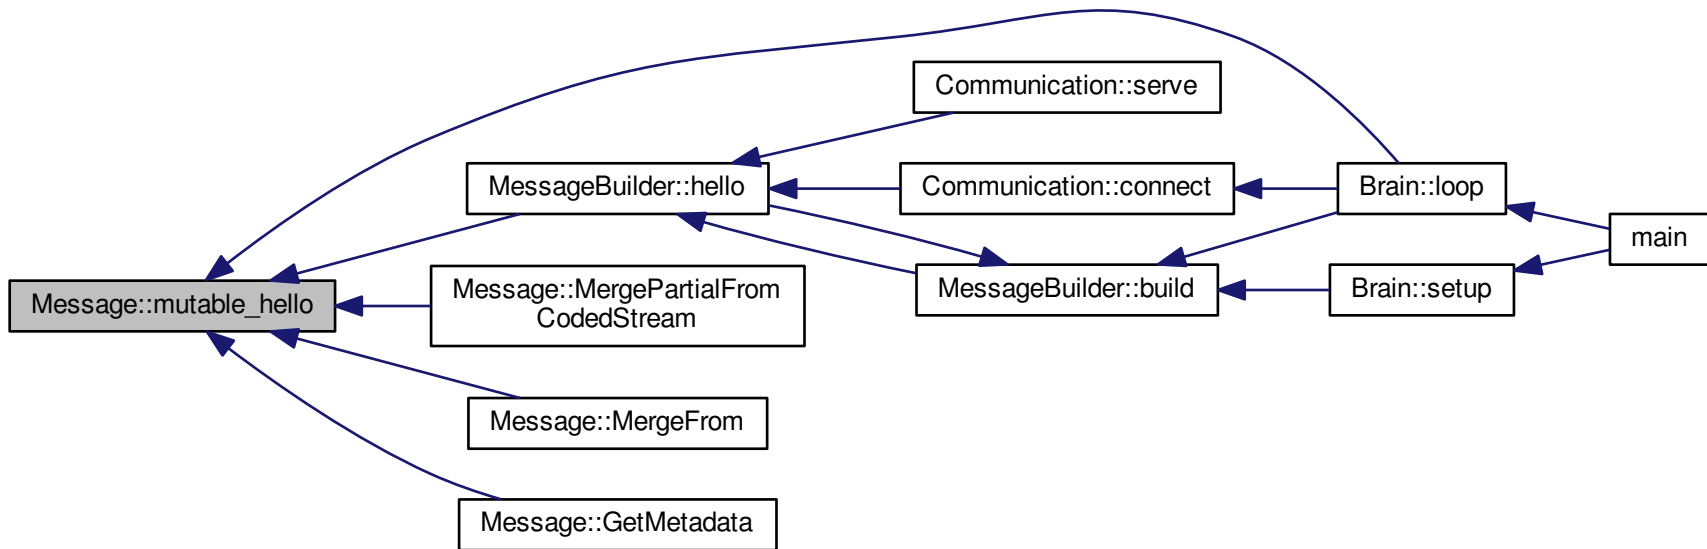 Communication::serve
MessageBuilder::hello
Communication::connect
Brain::loop
main
Message::mutable_hello
Message::MergePartialFrom
CodedStream
MessageBuilder::build
Brain::setup
Message::MergeFrom
Message::GetMetadata